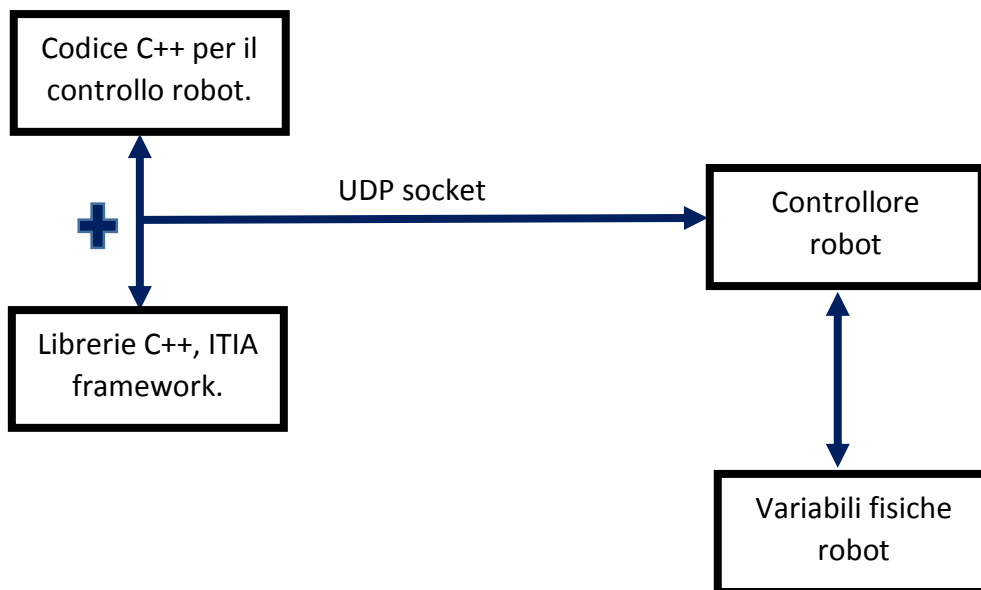 Codice C++ per il
controllo robot.
UDP socket
Controllore
robot
Librerie C++, ITIA
framework.
Variabili fisiche
robot